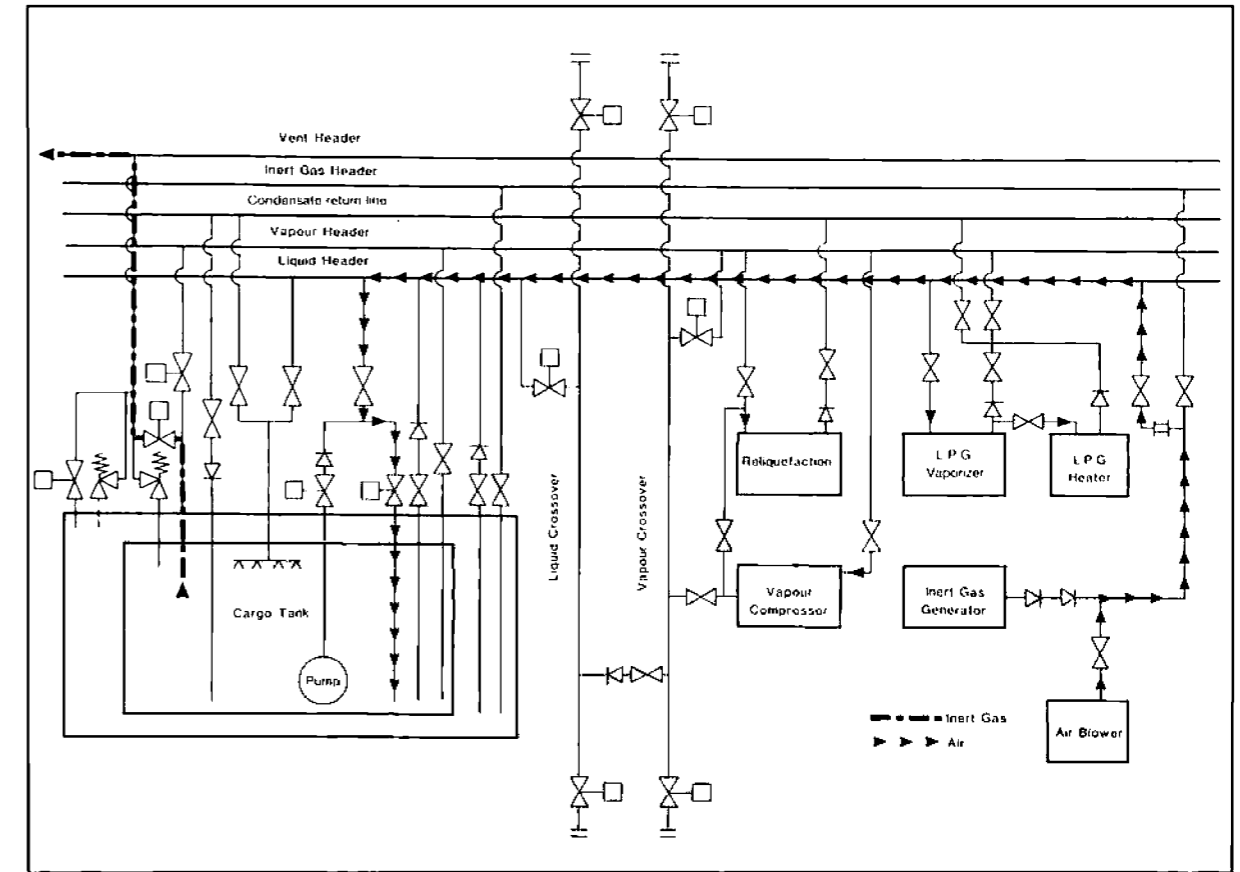 Vent Header
Inert Gas Header
Condensate return line
Vapour Header
Liquid Header
Liquid Crossover
Vapour Crossover
Reliquefaction
L P G
Vaporizer
L P G
Heater
Vapour
Compressor
Inert Gas
Generator
Cargo Tank
Pump
Inert Gas
Air
Air Blower